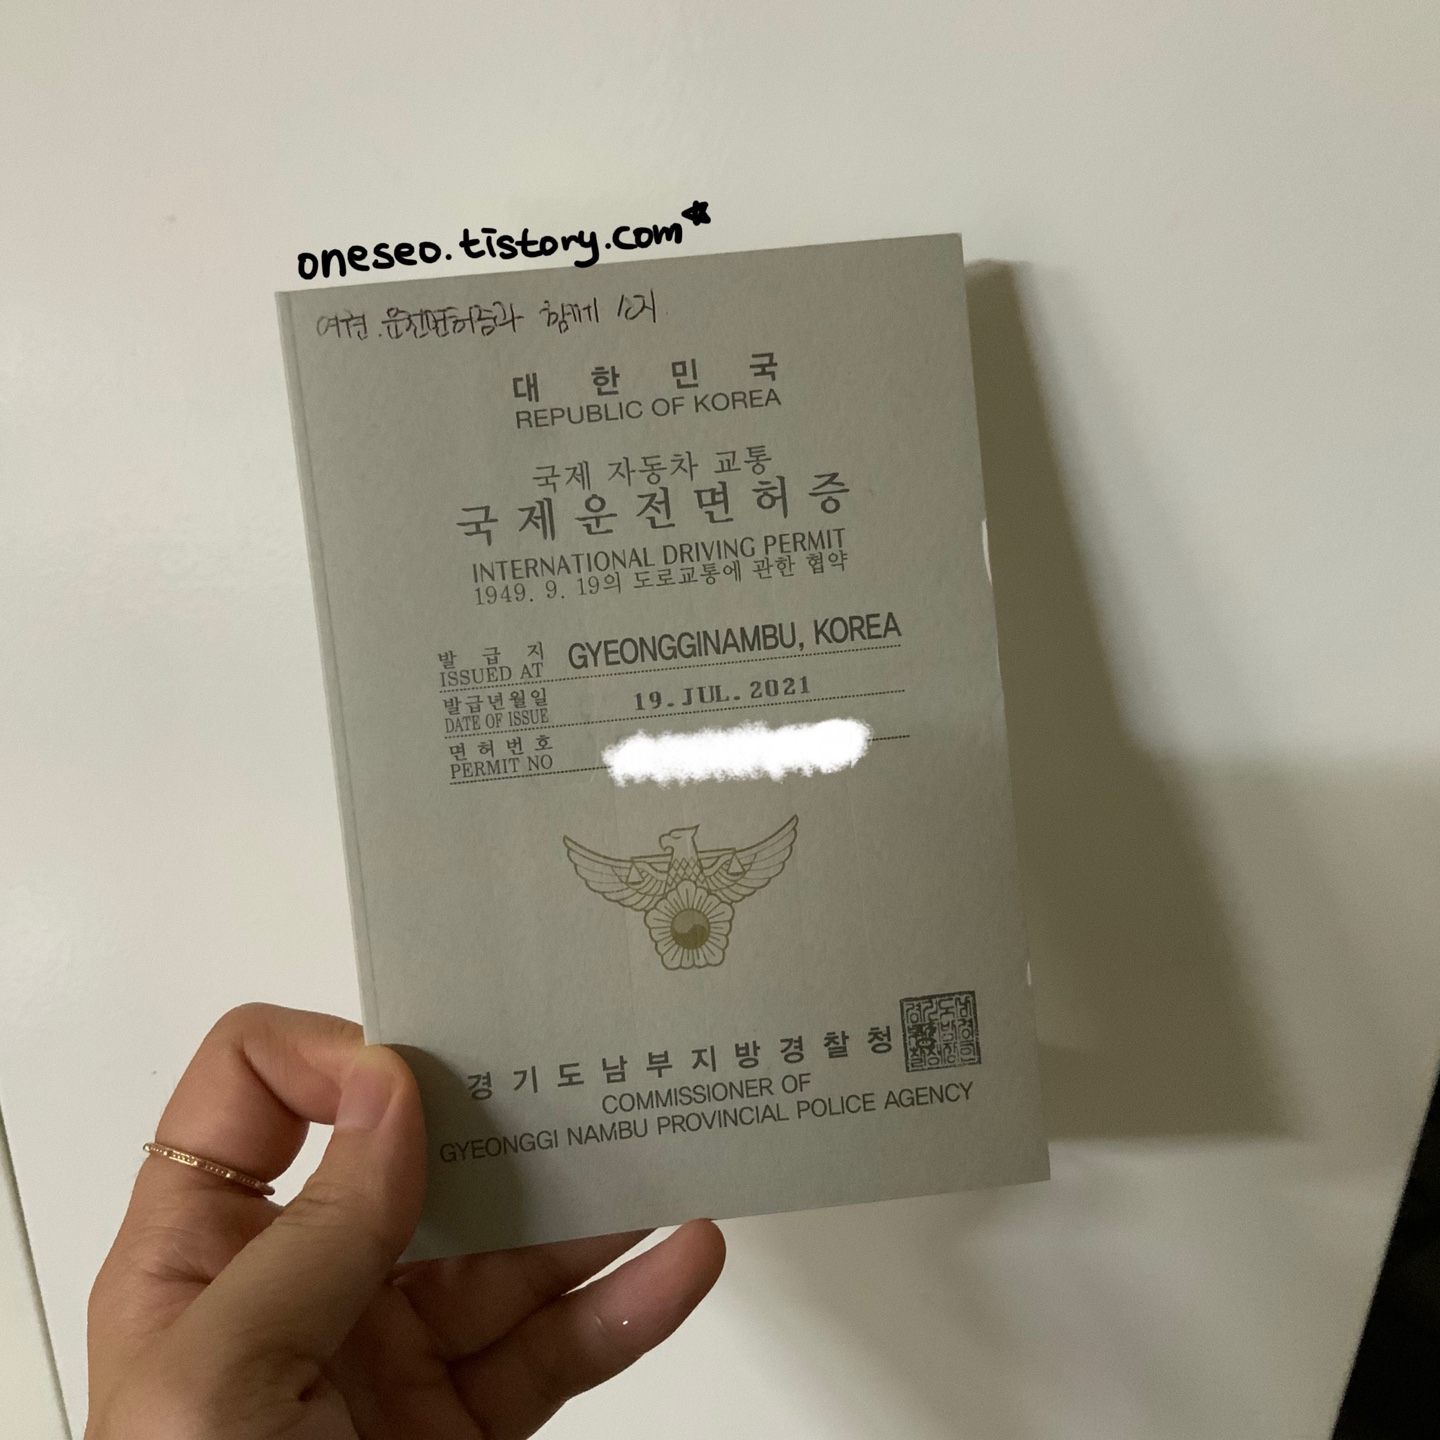 oneseo.tistory.com
여권. 운전면허증과 함께 소지
대 한 민 국
REPUBLIC OF KOREA
국제 자동차 교통
국 제 운 전 면 허 증
INTERNATIONAL DRIVING PERMIT
1949. 9. 19의 도로교통에 관한 협약
발 급 지 GYEONGGINAMBU, KOREA
ISSUED AT
발급년월일 19.JUL.2021
DATE OF ISSUE
면 허 번 호
PERMIT NO
경 기 도 남 부 지 방 경 찰 청
COMMISSIONER OF
GYEONGGI NAMBU PROVINCIAL POLICE AGENCY